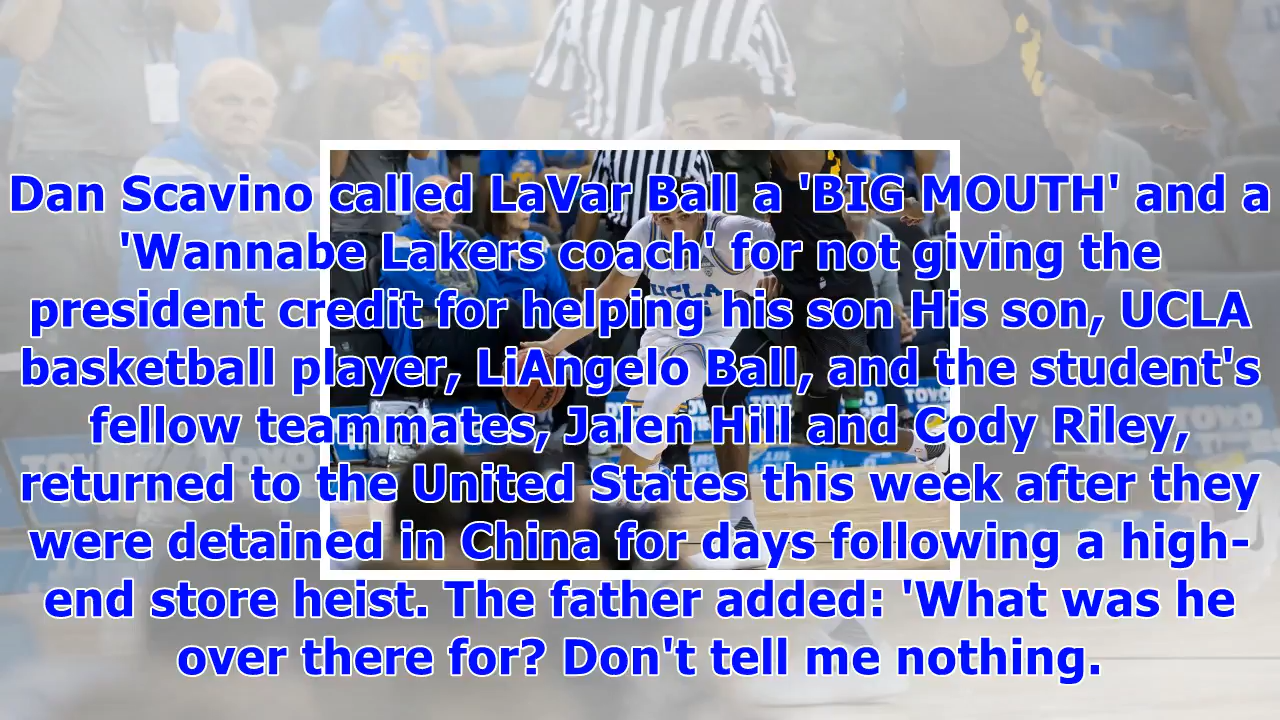 Dan Scavino called LaVar Ball a 'BIG MOUTH' and a
'Wannabe Lakers coach' for not giving the
president credit for helping his son His son, UCLA
basketball player, LiAngelo Ball, and the student's
fellow teammates, Jalen Hill and Cody Riley,
returned to the United States this week after they
were detained in China for days following a high-
end store heist. The father added: 'What was he
over there for? Don't tell me nothing.
UCLA
TOYO
TOYO